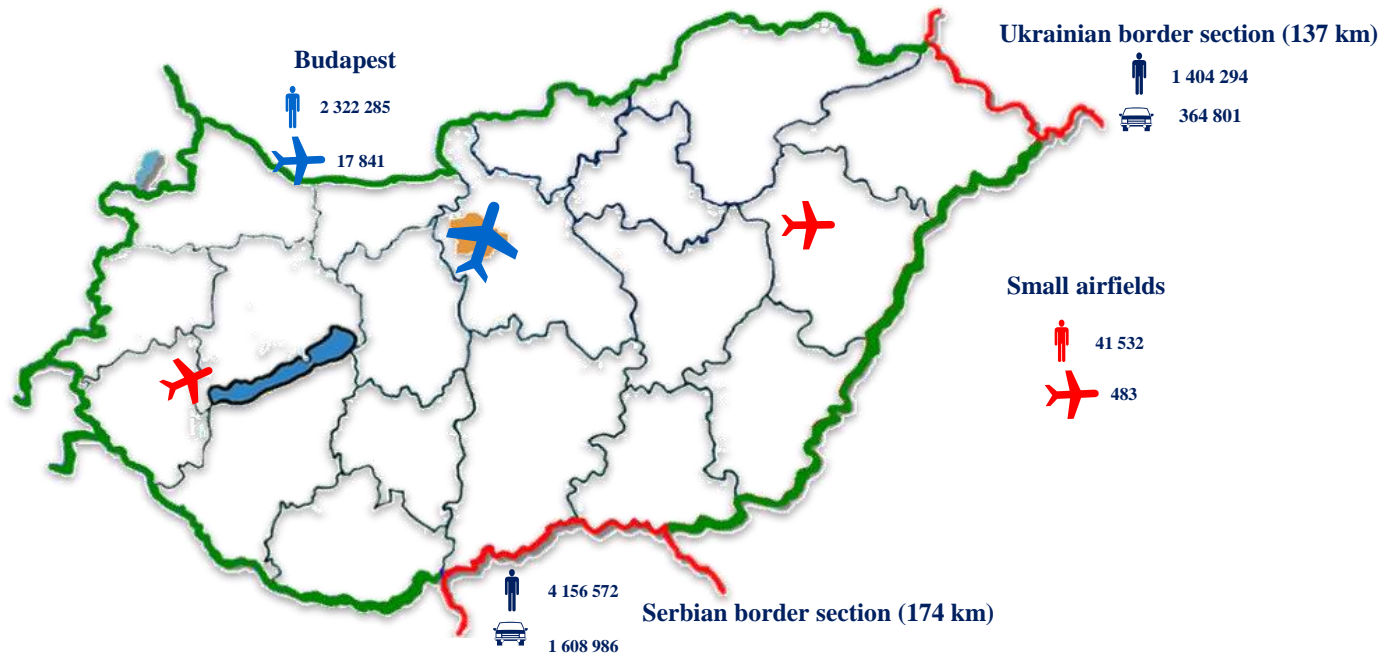 Budapest
2 322 285
17 841
Ukrainian border section (137 km)
1 404 294
364 801
Small airfields
41 532
483
4 156 572
Serbian border section (174 km)
1 608 986